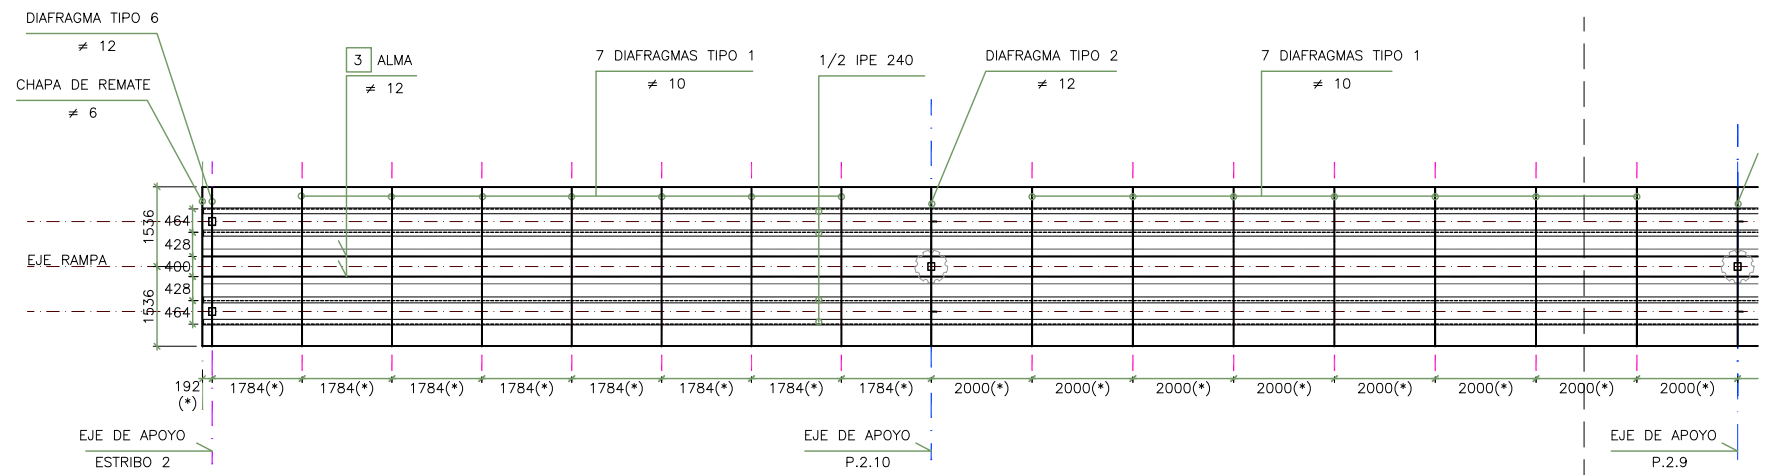 DIAFRAGMA TIPO 6
≠ 12
CHAPA DE REMATE
≠ 6
3 ALMA
≠ 12
7 DIAFRAGMAS TIPO 1
≠ 10
1/2 IPE 240
DIAFRAGMA TIPO 2
≠ 12
7 DIAFRAGMAS TIPO 1
≠ 10
1536
464
428
EJE RAMPA
400
428
1536
464
192
(*)
1784(*)
1784(*)
1784(*)
1784(*)
1784(*)
1784(*)
1784(*)
1784(*)
2000(*)
2000(*)
2000(*)
2000(*)
2000(*)
2000(*)
2000(*)
2000(*)
EJE DE APOYO
ESTRIBO 2
EJE DE APOYO
P.2.10
EJE DE APOYO
P.2.9